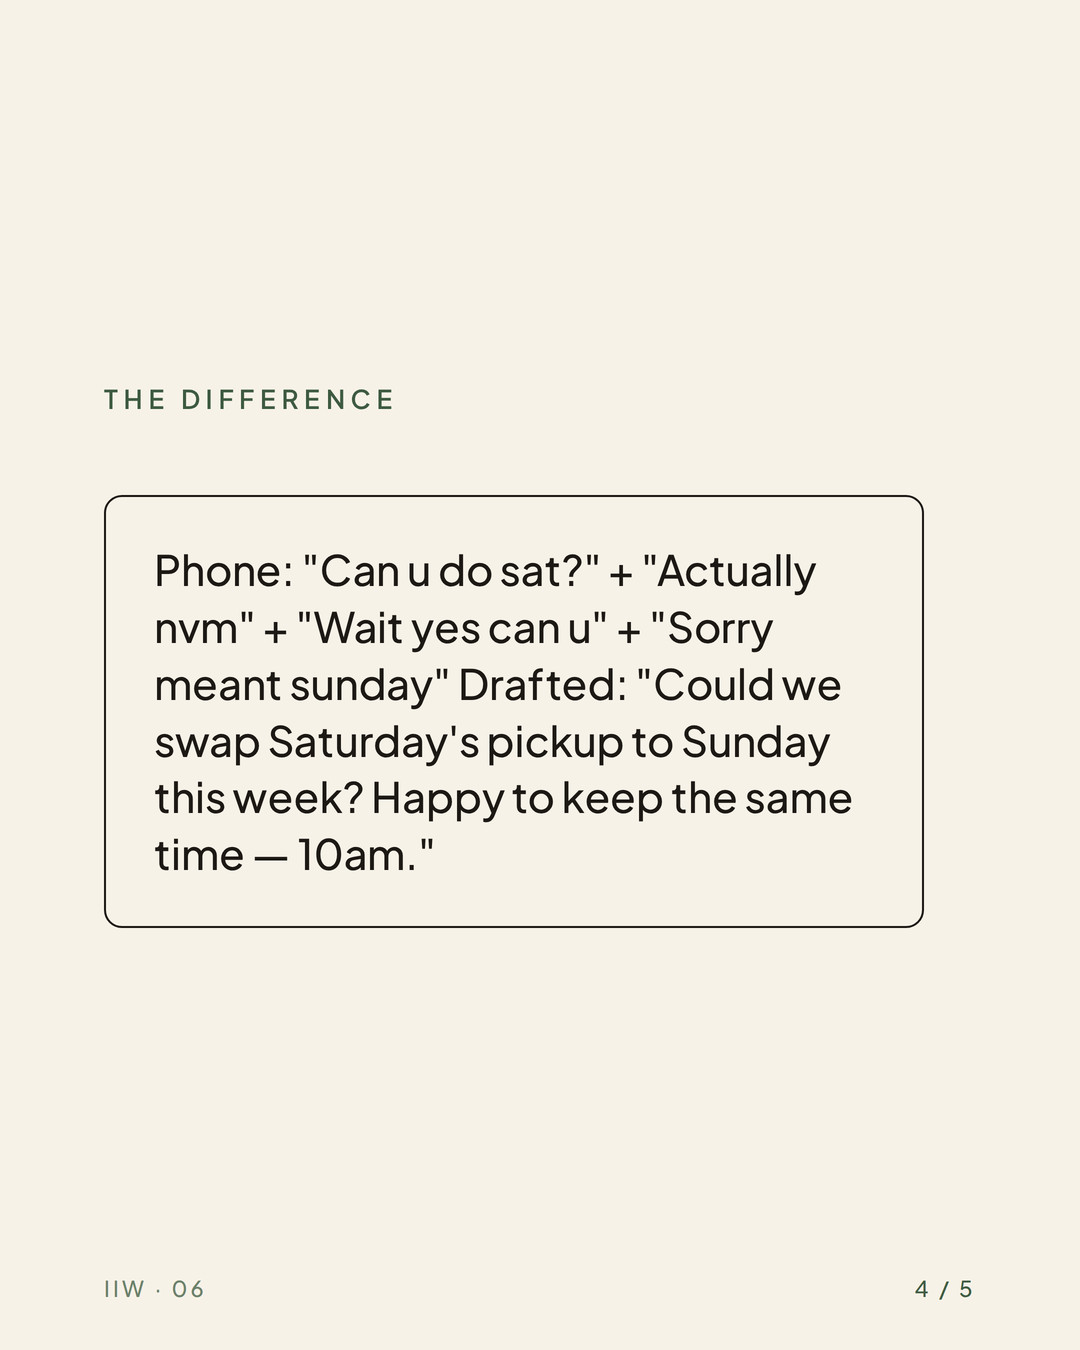 THE DIFFERENCE
Phone: "Can u do sat?" + "Actually
nvm" + "Wait yes can u" + "Sorry
meant sunday" Drafted: "Could we
swap Saturday's pickup to Sunday
this week? Happy to keep the same
time — 10am."
IIW · 06
4 / 5